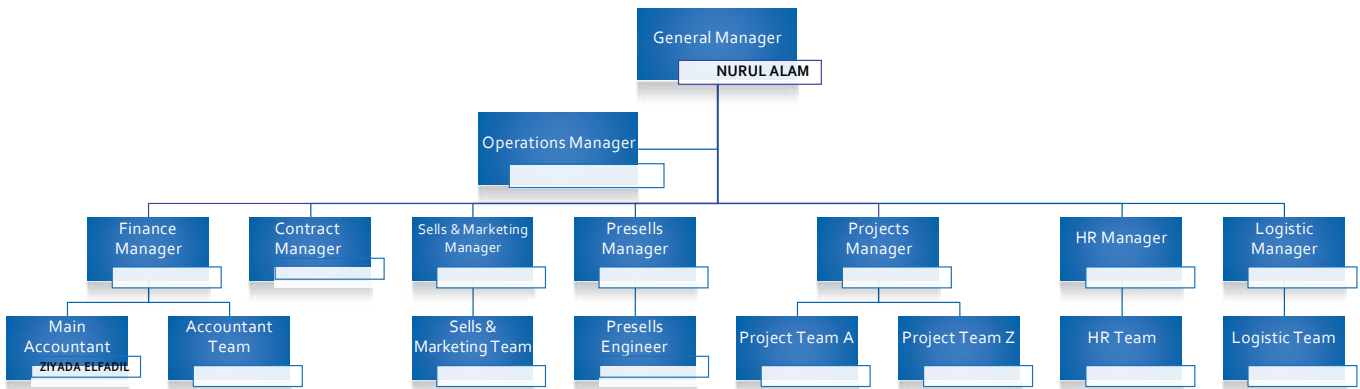 General Manager
NURUL ALAM
Operations Manager
Finance
Manager
Contract
Manager
Sells & Marketing
Manager
Presells
Manager
Projects
Manager
HR Manager
Logistic
Manager
Main
Accountant
ZIYADA ELFADIL
Accountant
Team
Sells &
Marketing Team
Presells
Engineer
Project Team A
Project Team Z
HR Team
Logistic Team